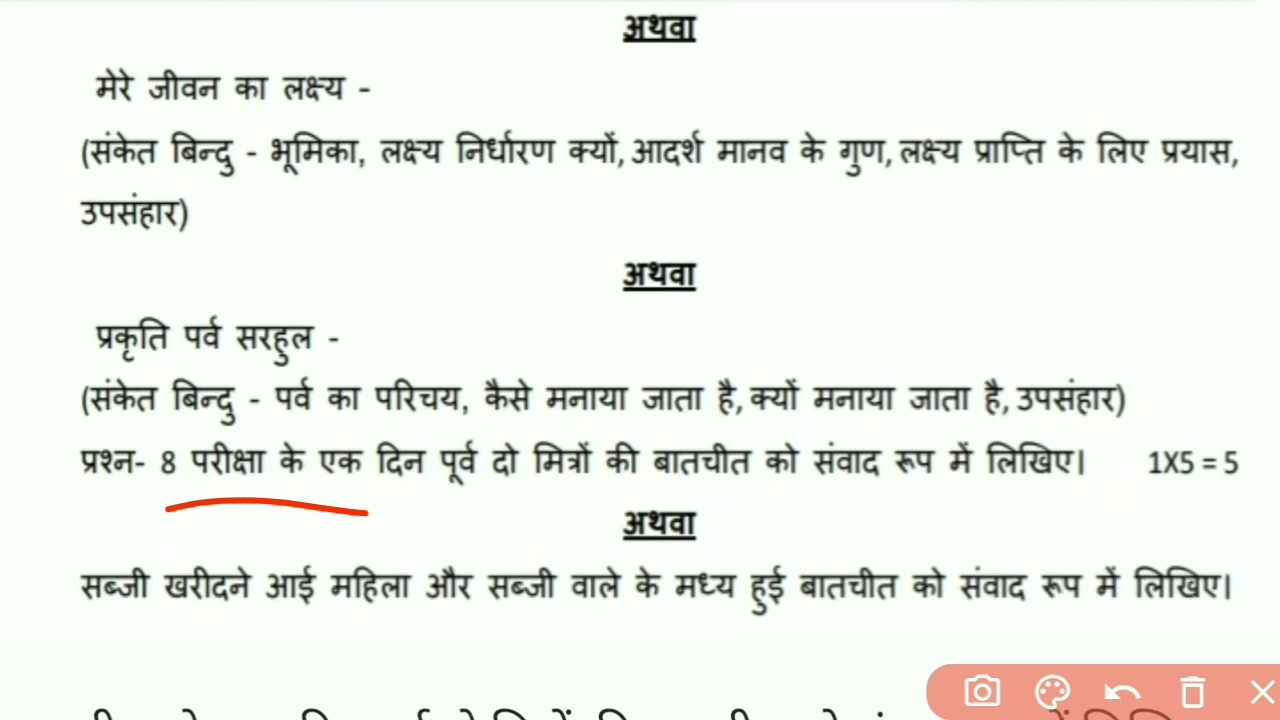 अथवा
मेरे जीवन का लक्ष्य -
(संकेत बिन्दु - भूमिका, लक्ष्य निर्धारण क्यों, आदर्श मानव के गुण, लक्ष्य प्राप्ति के लिए प्रयास,
उपसंहार)
अथवा
प्रकृति पर्व सरहुल -
(संकेत बिन्दु - पर्व का परिचय, कैसे मनाया जाता है, क्यों मनाया जाता है, उपसंहार)
प्रश्न- 8 परीक्षा के एक दिन पूर्व दो मित्रों की बातचीत को संवाद रूप में लिखिए। 1X5 = 5
अथवा
सब्जी खरीदने आई महिला और सब्जी वाले के मध्य हुई बातचीत को संवाद रूप में लिखिए।